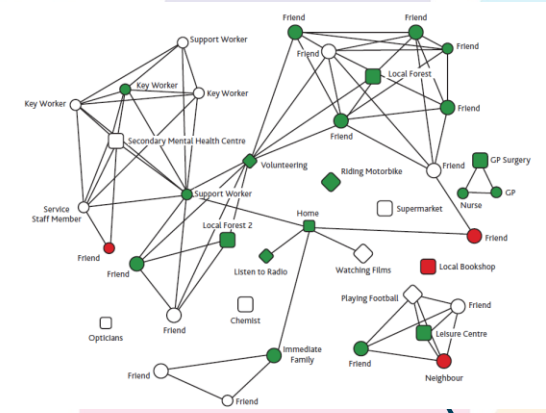 Friend
Friend
Support Worker
Friend
Friend
Local Forest
Key Worker
Key Worker
Key Worker
Friend
Friend
Secondary Mental Health Centre
Volunteering
Friend
GP Surgery
Riding Motorbike
Support Worker
Nurse
GP
Service
Staff Member
Supermarket
Home
Local Forest 2
Friend
Friend
Friend
Listen to Radio
Watching Films
Local Bookshop
Playing Football
Friend
Chemist
Opticians
Friend
Leisure Centre
Immediate
Family
Friend
Friend
Neighbour
Friend